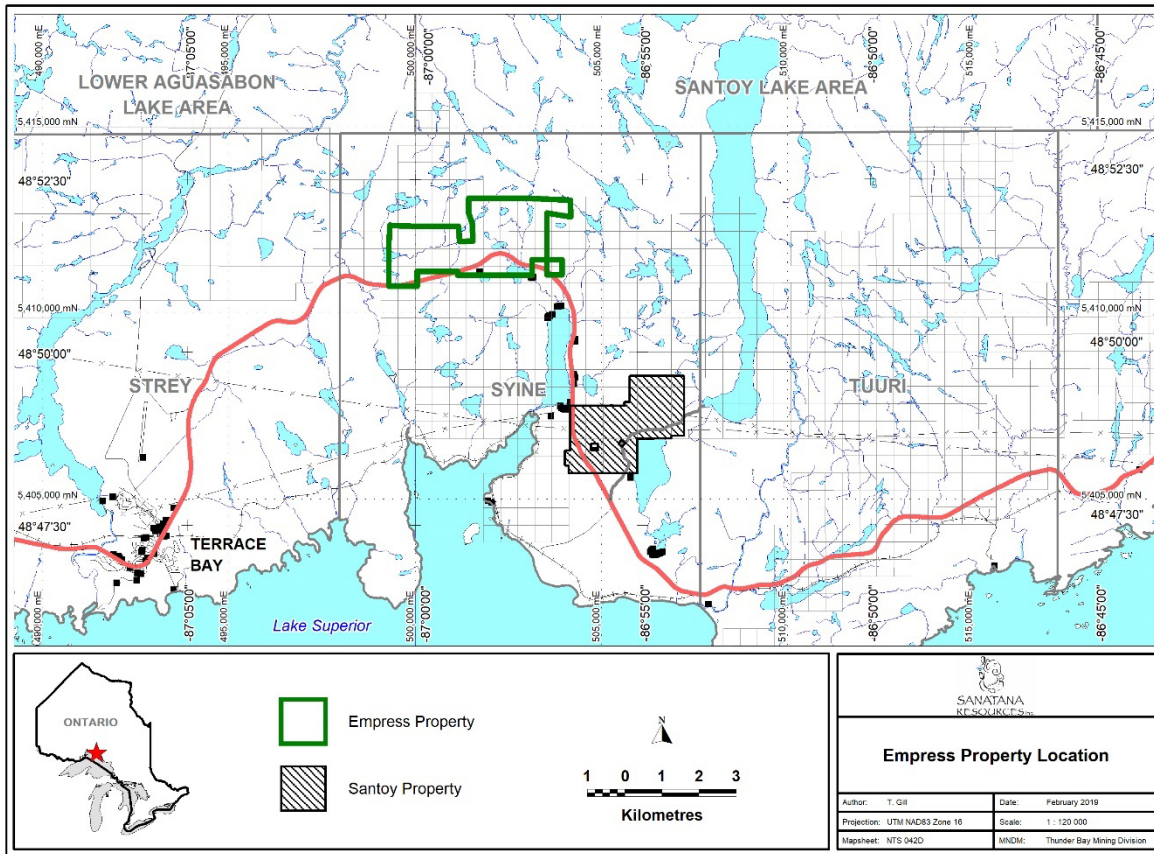 490,000 mE
-87°05'00"
495,000 mE
500,000 mE
-87°00'00"
505,000 mE
-86°55'00"
510,000 mE
-86°50'00"
515,000 mE
-86°45'00"
LOWER AGUASABON
LAKE AREA
SANTOY LAKE AREA
5,415,000 mN
5,415,000 mN
48°52'30"
48°52'30"
5,410,000 mN
5,410,000 mN
48°50'00"
48°50'00"
STREY
SYINE
TUURI
5,405,000 mN
5,405,000 mN
48°47'30"
48°47'30"
TERRACE
BAY
Lake Superior
490,000 mE
-87°05'00"
495,000 mE
500,000 mE
-87°00'00"
505,000 mE
-86°55'00"
510,000 mE
-86°50'00"
515,000 mE
-86°45'00"
ONTARIO
Empress Property
Santoy Property
N
1 0 1 2 3
Kilometres
SANATANA
RESOURCES Inc.
Empress Property Location
Author: T. Gill
Date: February 2019
Projection: UTM NAD83 Zone 16
Scale: 1 : 120 000
Mapsheet: NTS 042D
MNDM: Thunder Bay Mining Division